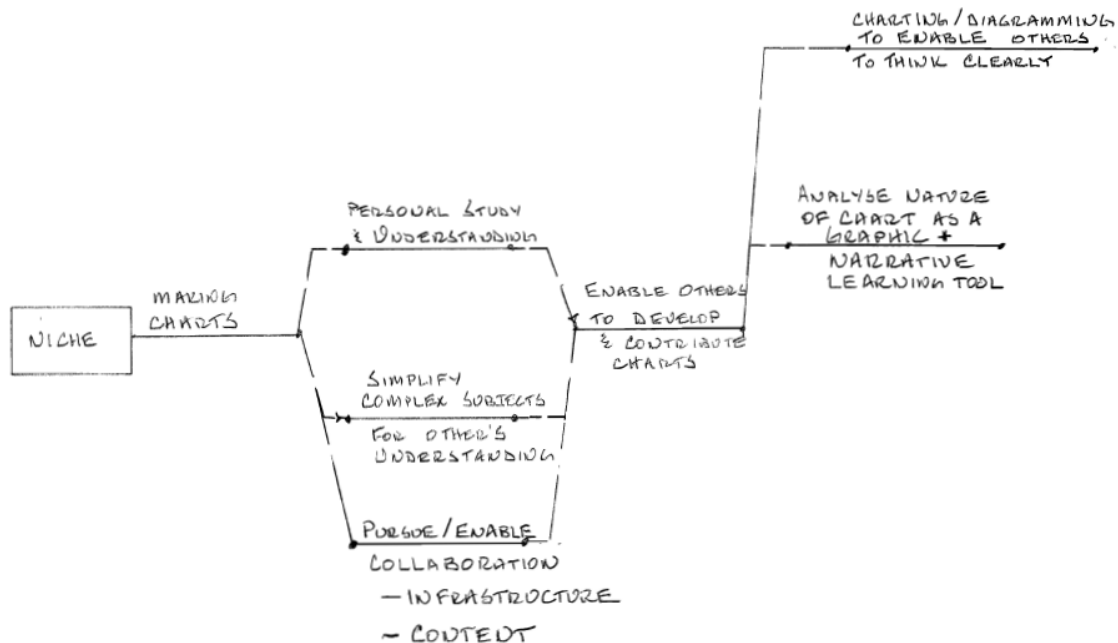 NICHE
MAKING
CHARTS
PERSONAL STUDY
& UNDERSTANDING
SIMPLIFY
COMPLEX SUBJECTS
FOR OTHER'S
UNDERSTANDING
PURSUE/ENABLE
COLLABORATION
– INFRASTRUCTURE
– CONTENT
ENABLE OTHERS
TO DEVELOP
& CONTRIBUTE
CHARTS
CHARTING/DIAGRAMMING
TO ENABLE OTHERS
TO THINK CLEARLY
ANALYSE NATURE
OF CHART AS A
GRAPHIC +
NARRATIVE
LEARNING TOOL